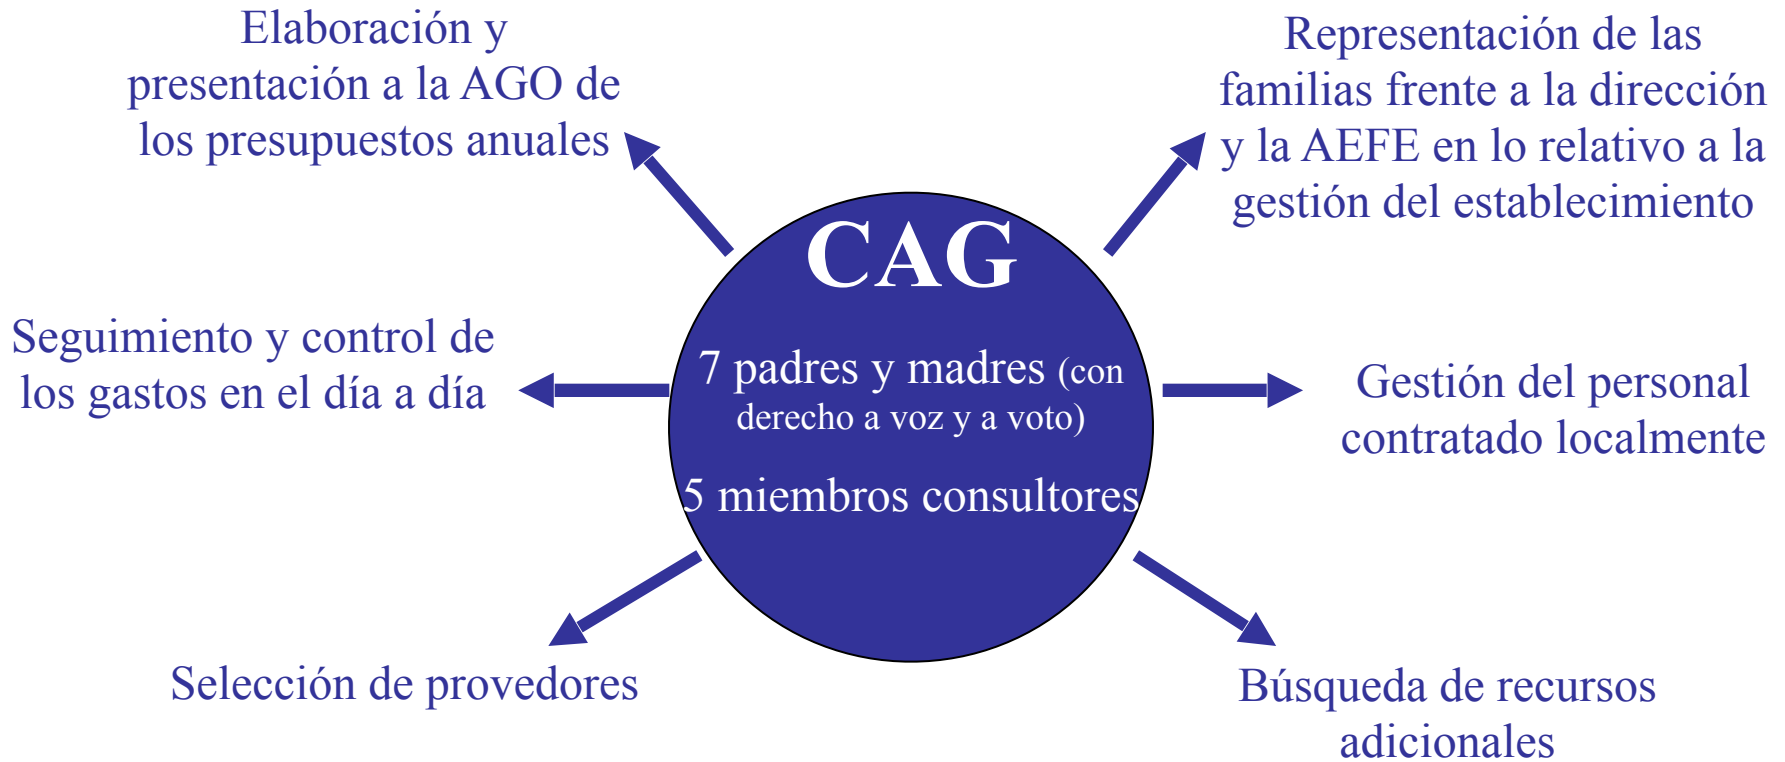 Elaboración y
presentación a la AGO de
los presupuestos anuales
Representación de las
familias frente a la dirección
y la AEFE en lo relativo a la
gestión del establecimiento
CAG
7 padres y madres (con
derecho a voz y a voto)
5 miembros consultores
Seguimiento y control de
los gastos en el día a día
Gestión del personal
contratado localmente
Selección de provedores
Búsqueda de recursos
adicionales